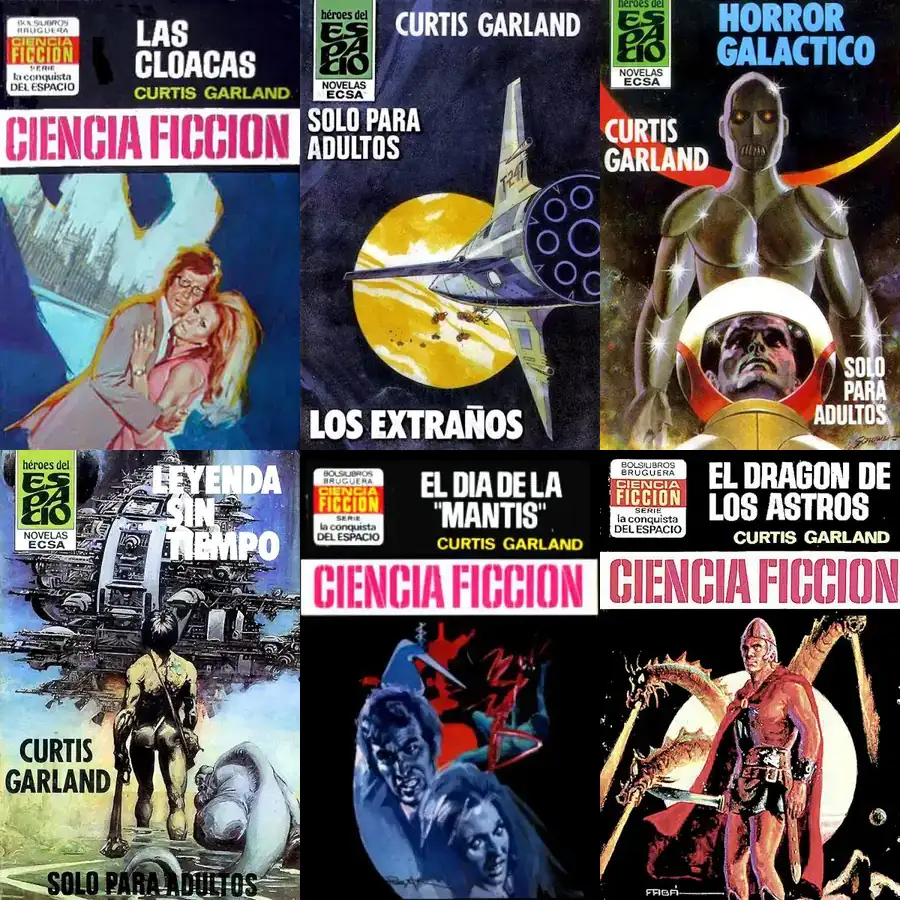 BOLSILIBROS
BRUGUERA
CIENCIA
FICCION
SERIE
la conquista
DEL ESPACIO
LAS
CLOACAS
CURTIS GARLAND
CIENCIA FICCION
héroes del
ESPACIO
NOVELAS
ECSA
CURTIS GARLAND
SOLO PARA
ADULTOS
T-247
LOS EXTRAÑOS
héroes del
ESPACIO
NOVELAS
ECSA
HORROR
GALACTICO
CURTIS
GARLAND
SOLO
PARA
ADULTOS
héroes del
ESPACIO
NOVELAS
ECSA
LEYENDA
SIN
TIEMPO
CURTIS
GARLAND
SOLO PARA ADULTOS
BOLSILIBROS
BRUGUERA
CIENCIA
FICCION
SERIE
la conquista
DEL ESPACIO
EL DIA DE LA
"MANTIS"
CURTIS GARLAND
CIENCIA FICCION
BOLSILIBROS
BRUGUERA
CIENCIA
FICCION
SERIE
la conquista
DEL ESPACIO
EL DRAGON DE
LOS ASTROS
CURTIS GARLAND
CIENCIA FICCION
FABÁ